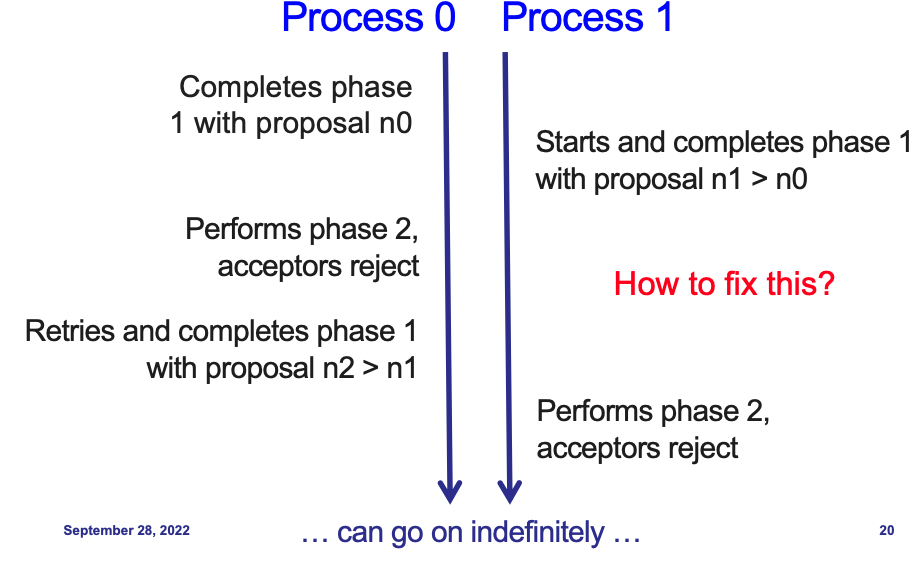 Process 0
Process 1
Completes phase
1 with proposal n0
Starts and completes phase 1
with proposal n1 > n0
Performs phase 2,
acceptors reject
How to fix this?
Retries and completes phase 1
with proposal n2 > n1
Performs phase 2,
acceptors reject
September 28, 2022
… can go on indefinitely …
20